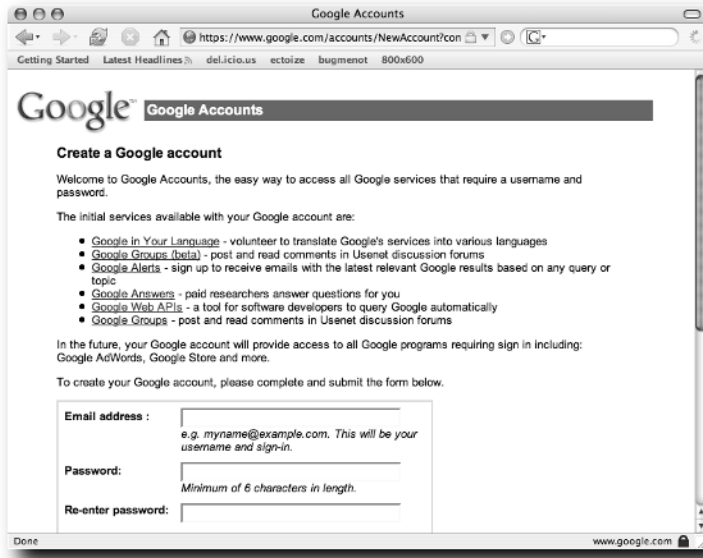 Google Accounts
https://www.google.com/accounts/NewAccount?con
G
Getting Started Latest Headlines del.icio.us ectoize bugmenot 800x600
Google™ Google Accounts
Create a Google account
Welcome to Google Accounts, the easy way to access all Google services that require a username and
password.
The initial services available with your Google account are:
• Google in Your Language - volunteer to translate Google's services into various languages
• Google Groups (beta) - post and read comments in Usenet discussion forums
• Google Alerts - sign up to receive emails with the latest relevant Google results based on any query or
topic
• Google Answers - paid researchers answer questions for you
• Google Web APIs - a tool for software developers to query Google automatically
• Google Groups - post and read comments in Usenet discussion forums
In the future, your Google account will provide access to all Google programs requiring sign in including:
Google AdWords, Google Store and more.
To create your Google account, please complete and submit the form below.
Email address :
e.g. myname@example.com. This will be your
username and sign-in.
Password:
Minimum of 6 characters in length.
Re-enter password:
Done www.google.com